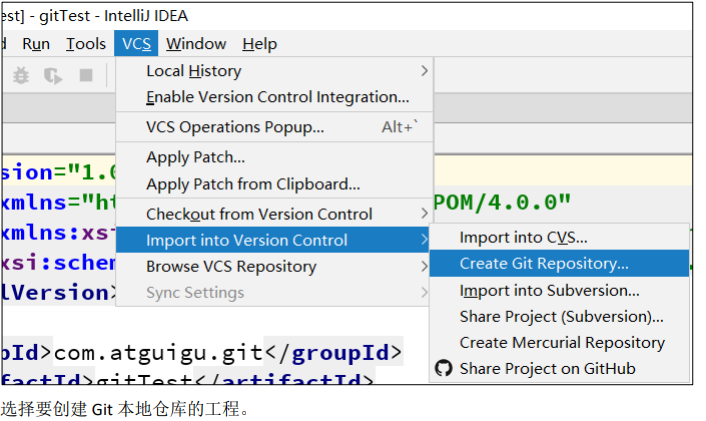 est] - gitTest - IntelliJ IDEA
Run Tools VCS Window Help
Local History
Enable Version Control Integration...
VCS Operations Popup... Alt+`
Apply Patch...
Apply Patch from Clipboard...
Checkout from Version Control
Import into Version Control
Browse VCS Repository
Sync Settings
Import into CVS...
Create Git Repository...
Import into Subversion...
Share Project (Subversion)...
Create Mercurial Repository
Share Project on GitHub
sion="1.0
xmlns="ht
POM/4.0.0"
xmlns:xsi
xsi:schem
lVersion>
pId>com.atguigu.git</groupId>
ifactId>gitTest</artifactId>
选择要创建 Git 本地仓库的工程。